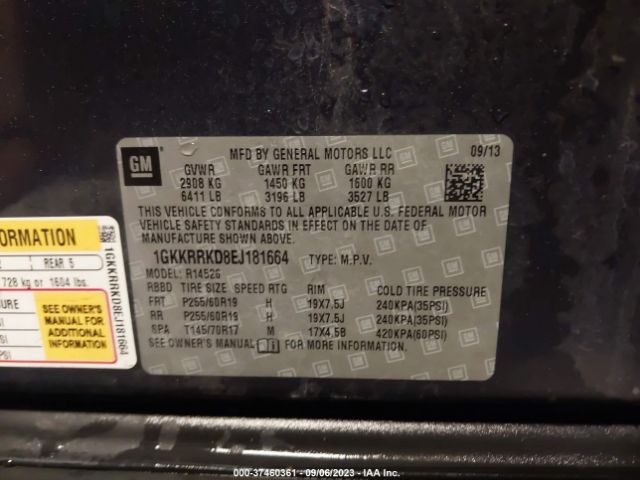 GM
MFD BY GENERAL MOTORS LLC 09/13
GVWR GAWR FRT GAWR RR
2908 KG 1450 KG 1600 KG
6411 LB 3196 LB 3527 LB
THIS VEHICLE CONFORMS TO ALL APPLICABLE U.S. FEDERAL MOTOR
VEHICLE SAFETY STANDARDS IN EFFECT ON THE DATE OF
MANUFACTURE SHOWN ABOVE.
1GKKRRKD8EJ181664 TYPE: M.P.V.
MODEL: R14526
RBBD TIRE SIZE SPEED RTG RIM COLD TIRE PRESSURE
FRT P255/60R19 H 19X7.5J 240KPA(35PSI)
RR P255/60R19 H 19X7.5J 240KPA(35PSI)
SPA T145/70R17 M 17X4.5B 420KPA(60PSI)
SEE OWNER'S MANUAL FOR MORE INFORMATION.
ORMATION
REAR 5
728 kg or 1604 lbs.
SURE
SEE OWNER'S
MANUAL FOR
ADDITIONAL
INFORMATION
1GKKRRKD8EJ181664
000-37460361 - 09/06/2023 - IAA Inc.